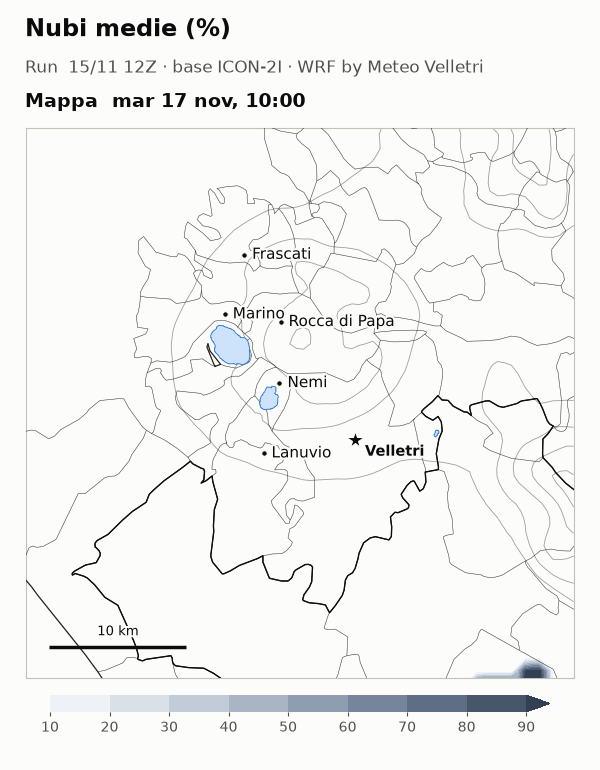 Nubi medie (%)
Run  15/11 12Z · base ICON-2I · WRF by Meteo Velletri
Mappa  mar 17 nov, 10:00
Frascati
Marino
Rocca di Papa
Nemi
Velletri
Lanuvio
10 km
10 20 30 40 50 60 70 80 90